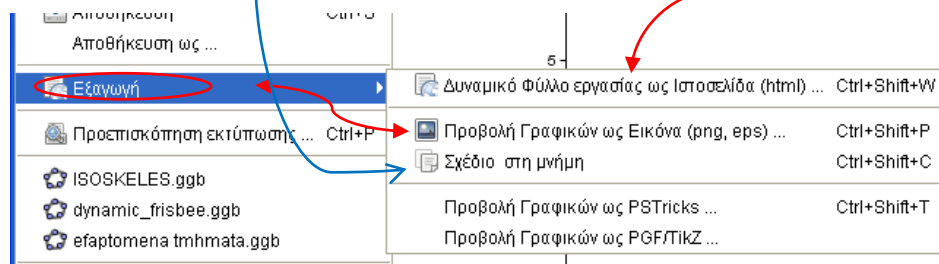 Αποθήκευση Ctrl+S
Αποθήκευση ως ...
5
Εξαγωγή
Δυναμικό Φύλλο εργασίας ως Ιστοσελίδα (html) ... Ctrl+Shift+W
Προεπισκόπηση εκτύπωσης ... Ctrl+P
Προβολή Γραφικών ως Εικόνα (png, eps) ... Ctrl+Shift+P
Σχέδιο στη μνήμη Ctrl+Shift+C
ISOSKELES.ggb
dynamic_frisbee.ggb
Προβολή Γραφικών ως PSTricks ... Ctrl+Shift+T
efaptomena tmhmata.ggb
Προβολή Γραφικών ως PGF/TikZ ...